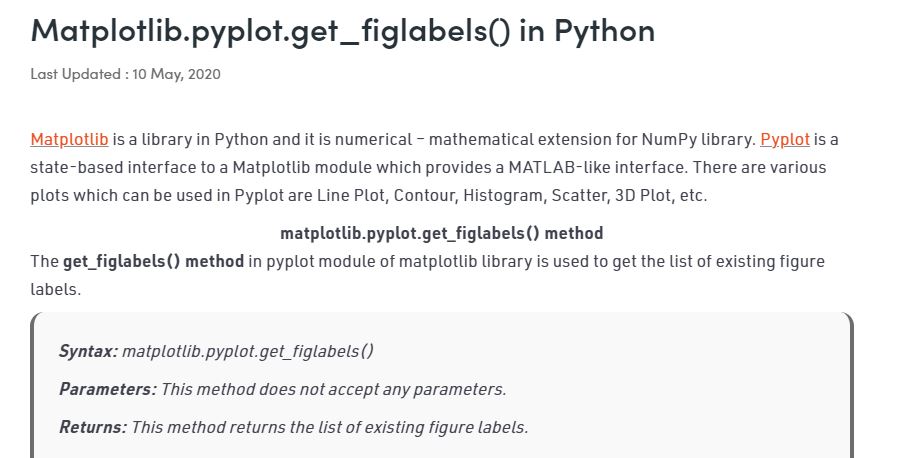 Matplotlib.pyplot.get_figlabels() in Python
Last Updated : 10 May, 2020
Matplotlib is a library in Python and it is numerical – mathematical extension for NumPy library. Pyplot is a
state-based interface to a Matplotlib module which provides a MATLAB-like interface. There are various
plots which can be used in Pyplot are Line Plot, Contour, Histogram, Scatter, 3D Plot, etc.
matplotlib.pyplot.get_figlabels() method
The get_figlabels() method in pyplot module of matplotlib library is used to get the list of existing figure
labels.
Syntax: matplotlib.pyplot.get_figlabels()
Parameters: This method does not accept any parameters.
Returns: This method returns the list of existing figure labels.